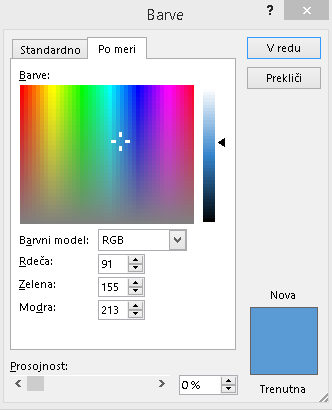 Barve
?
Standardno
Po meri
V redu
Prekliči
Barve:
Barvni model: RGB
Rdeča: 91
Zelena: 155
Modra: 213
Nova
Trenutna
Prosojnost:
0 %